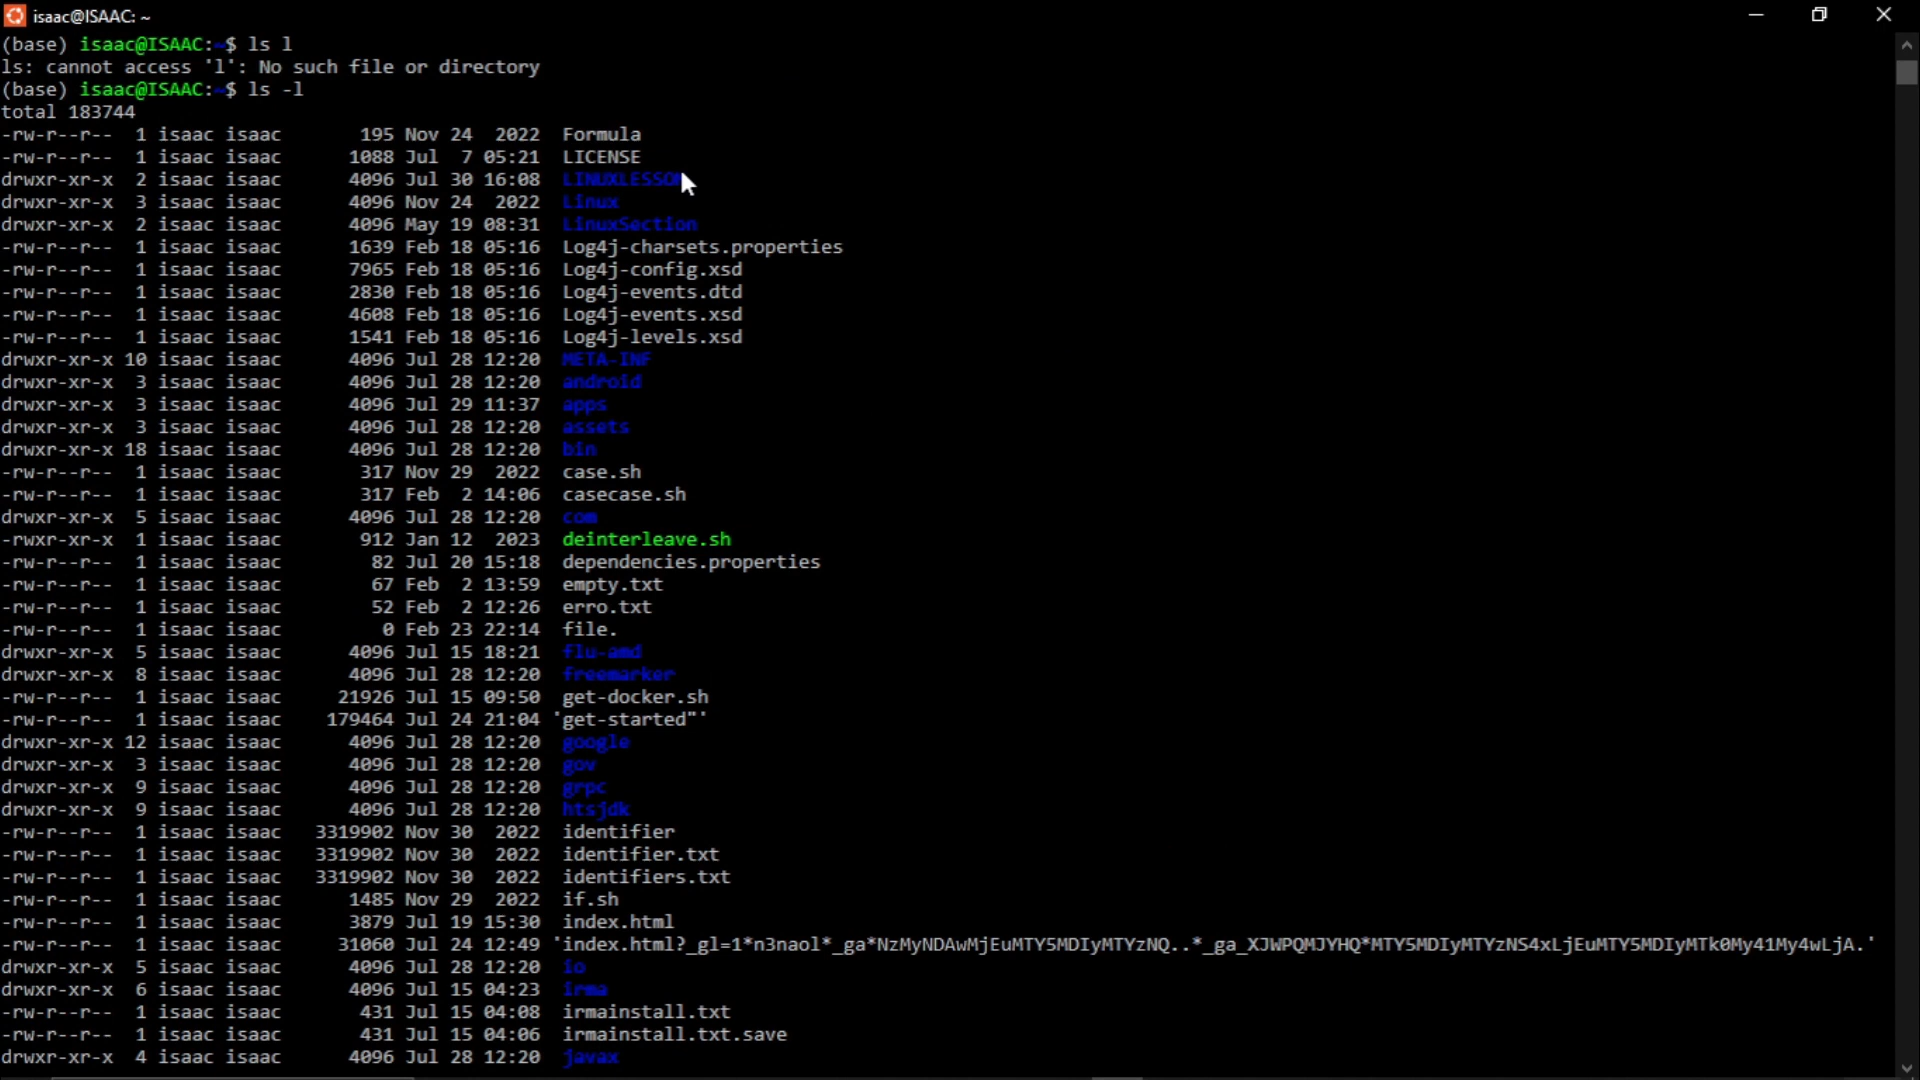 isaac@ISAAC: ~
(base) isaac@ISAAC:~$ ls l
ls: cannot access 'l': No such file or directory
(base) isaac@ISAAC:~$ ls -l
total 183744
-rw-r--r--  1 isaac isaac       195 Nov 24  2022  Formula
-rw-r--r--  1 isaac isaac      1088 Jul  7 05:21  LICENSE
drwxr-xr-x  2 isaac isaac      4096 Jul 30 16:08  LINUXLESSON
drwxr-xr-x  3 isaac isaac      4096 Nov 24  2022  Linux
drwxr-xr-x  2 isaac isaac      4096 May 19 08:31  LinuxSection
-rw-r--r--  1 isaac isaac      1639 Feb 18 05:16  Log4j-charsets.properties
-rw-r--r--  1 isaac isaac      7965 Feb 18 05:16  Log4j-config.xsd
-rw-r--r--  1 isaac isaac      2830 Feb 18 05:16  Log4j-events.dtd
-rw-r--r--  1 isaac isaac      4608 Feb 18 05:16  Log4j-events.xsd
-rw-r--r--  1 isaac isaac      1541 Feb 18 05:16  Log4j-levels.xsd
drwxr-xr-x 10 isaac isaac      4096 Jul 28 12:20  META-INF
drwxr-xr-x  3 isaac isaac      4096 Jul 28 12:20  android
drwxr-xr-x  3 isaac isaac      4096 Jul 29 11:37  apps
drwxr-xr-x  3 isaac isaac      4096 Jul 28 12:20  assets
drwxr-xr-x 18 isaac isaac      4096 Jul 28 12:20  bin
-rw-r--r--  1 isaac isaac       317 Nov 29  2022  case.sh
-rw-r--r--  1 isaac isaac       317 Feb  2 14:06  casecase.sh
drwxr-xr-x  5 isaac isaac      4096 Jul 28 12:20  com
-rwxr-xr-x  1 isaac isaac       912 Jan 12  2023  deinterleave.sh
-rw-r--r--  1 isaac isaac        82 Jul 20 15:18  dependencies.properties
-rw-r--r--  1 isaac isaac        67 Feb  2 13:59  empty.txt
-rw-r--r--  1 isaac isaac        52 Feb  2 12:26  erro.txt
-rw-r--r--  1 isaac isaac         0 Feb 23 22:14  file.
drwxr-xr-x  5 isaac isaac      4096 Jul 15 18:21  flu-amd
drwxr-xr-x  8 isaac isaac      4096 Jul 28 12:20  freemarker
-rw-r--r--  1 isaac isaac     21926 Jul 15 09:50  get-docker.sh
-rw-r--r--  1 isaac isaac    179464 Jul 24 21:04 'get-started"'
drwxr-xr-x 12 isaac isaac      4096 Jul 28 12:20  google
drwxr-xr-x  3 isaac isaac      4096 Jul 28 12:20  gov
drwxr-xr-x  9 isaac isaac      4096 Jul 28 12:20  grpc
drwxr-xr-x  9 isaac isaac      4096 Jul 28 12:20  htsjdk
-rw-r--r--  1 isaac isaac   3319902 Nov 30  2022  identifier
-rw-r--r--  1 isaac isaac   3319902 Nov 30  2022  identifier.txt
-rw-r--r--  1 isaac isaac   3319902 Nov 30  2022  identifiers.txt
-rw-r--r--  1 isaac isaac      1485 Nov 29  2022  if.sh
-rw-r--r--  1 isaac isaac      3879 Jul 19 15:30  index.html
-rw-r--r--  1 isaac isaac     31060 Jul 24 12:49 'index.html?_gl=1*n3naol*_ga*NzMyNDAwMjEuMTY5MDIyMTYzNQ..*_ga_XJWPQMJYHQ*MTY5MDIyMTYzNS4xLjEuMTY5MDIyMTk0My41My4wLjA.'
drwxr-xr-x  5 isaac isaac      4096 Jul 28 12:20  io
drwxr-xr-x  6 isaac isaac      4096 Jul 15 04:23  irma
-rw-r--r--  1 isaac isaac       431 Jul 15 04:08  irmainstall.txt
-rw-r--r--  1 isaac isaac       431 Jul 15 04:06  irmainstall.txt.save
drwxr-xr-x  4 isaac isaac      4096 Jul 28 12:20  javax